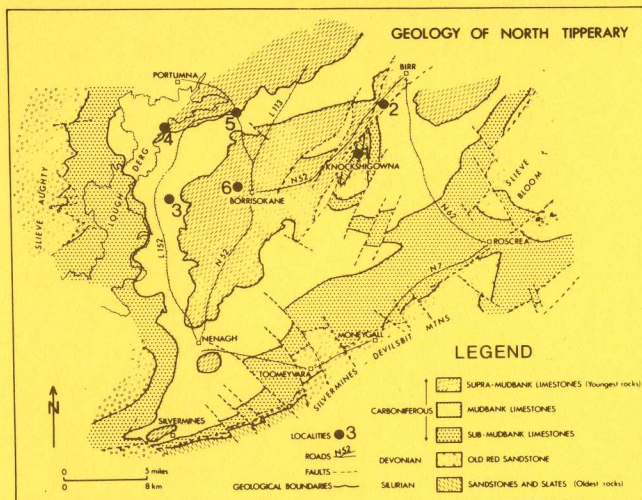 GEOLOGY OF NORTH TIPPERARY
PORTUMNA
BIRR
2
5
4
L113
DERG
LOUGH
KNOCKSHIGOWNA
SLIEVE AUGHTY
6
3
BORRISOKANE
N52
SLIEVE
BLOOM
N62
L152
N52
ROSCREA
N7
NENAGH
MONEYGALL
TOOMEYVARA
SILVERMINES - DEVILSBIT MTNS.
SILVERMINES
N
0 5 miles
0 8 km
LEGEND
LOCALITIES 3
ROADS N52
FAULTS
GEOLOGICAL BOUNDARIES
CARBONIFEROUS
DEVONIAN
SILURIAN
SUPRA-MUDBANK LIMESTONES (Youngest rocks)
MUDBANK LIMESTONES
SUB-MUDBANK LIMESTONES
OLD RED SANDSTONE
SANDSTONES AND SLATES (Oldest rocks)